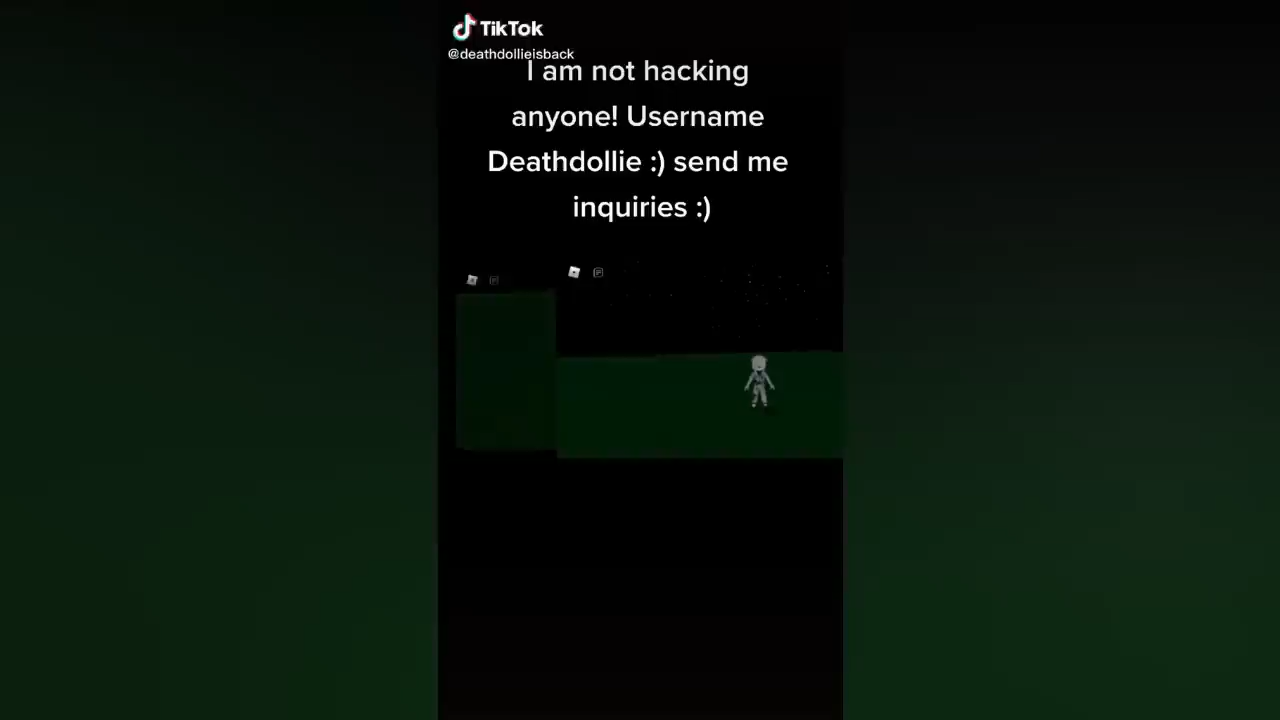 TikTok
@deathdollieisback
I am not hacking
anyone! Username
Deathdollie :) send me
inquiries :)